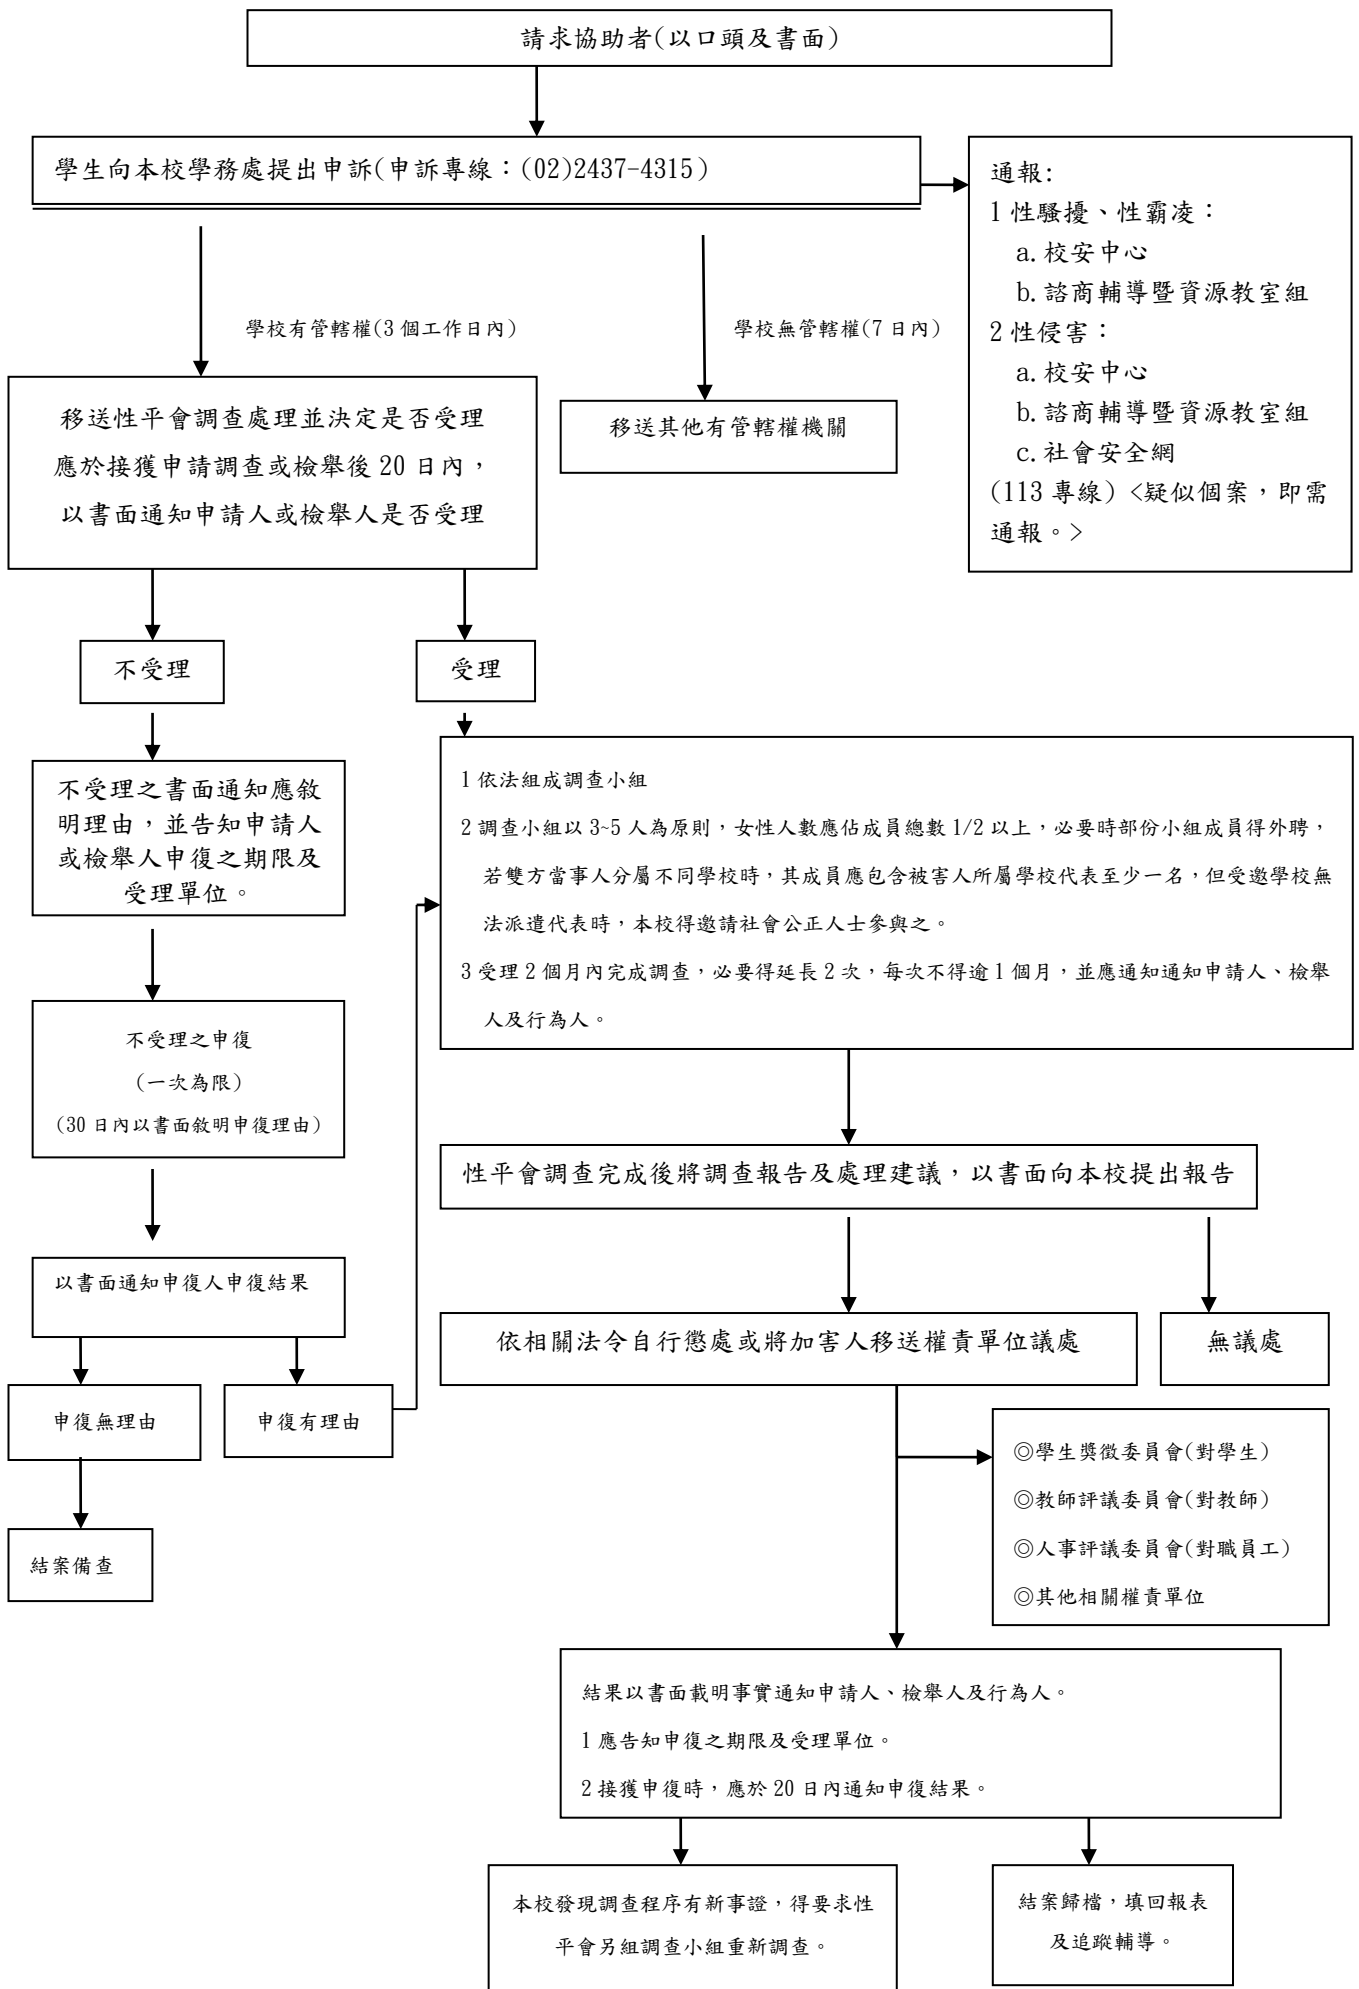 請求協助者(以口頭及書面)
學生向本校學務處提出申訴(申訴專線：(02)2437-4315)
通報:
1 性騷擾、性霸凌：
a.校安中心
b.諮商輔導暨資源教室組
2 性侵害：
a.校安中心
b.諮商輔導暨資源教室組
c.社會安全網
(113 專線) <疑似個案，即需
通報。>
學校有管轄權(3 個工作日內)
學校無管轄權(7 日內)
移送性平會調查處理並決定是否受理
應於接獲申請調查或檢舉後 20 日內，
以書面通知申請人或檢舉人是否受理
移送其他有管轄權機關
不受理
受理
不受理之書面通知應敘
明理由，並告知申請人
或檢舉人申復之期限及
受理單位。
1 依法組成調查小組
2 調查小組以 3~5 人為原則，女性人數應佔成員總數 1/2 以上，必要時部份小組成員得外聘，
若雙方當事人分屬不同學校時，其成員應包含被害人所屬學校代表至少一名，但受邀學校無
法派遣代表時，本校得邀請社會公正人士參與之。
3 受理 2 個月內完成調查，必要得延長 2 次，每次不得逾 1 個月，並應通知通知申請人、檢舉
人及行為人。
不受理之申復
(一次為限)
(30 日內以書面敘明申復理由)
性平會調查完成後將調查報告及處理建議，以書面向本校提出報告
以書面通知申復人申復結果
依相關法令自行懲處或將加害人移送權責單位議處
無議處
申復無理由
申復有理由
◎學生獎徵委員會(對學生)
◎教師評議委員會(對教師)
◎人事評議委員會(對職員工)
◎其他相關權責單位
結案備查
結果以書面載明事實通知申請人、檢舉人及行為人。
1 應告知申復之期限及受理單位。
2 接獲申復時，應於 20 日內通知申復結果。
本校發現調查程序有新事證，得要求性
平會另組調查小組重新調查。
結案歸檔，填回報表
及追蹤輔導。